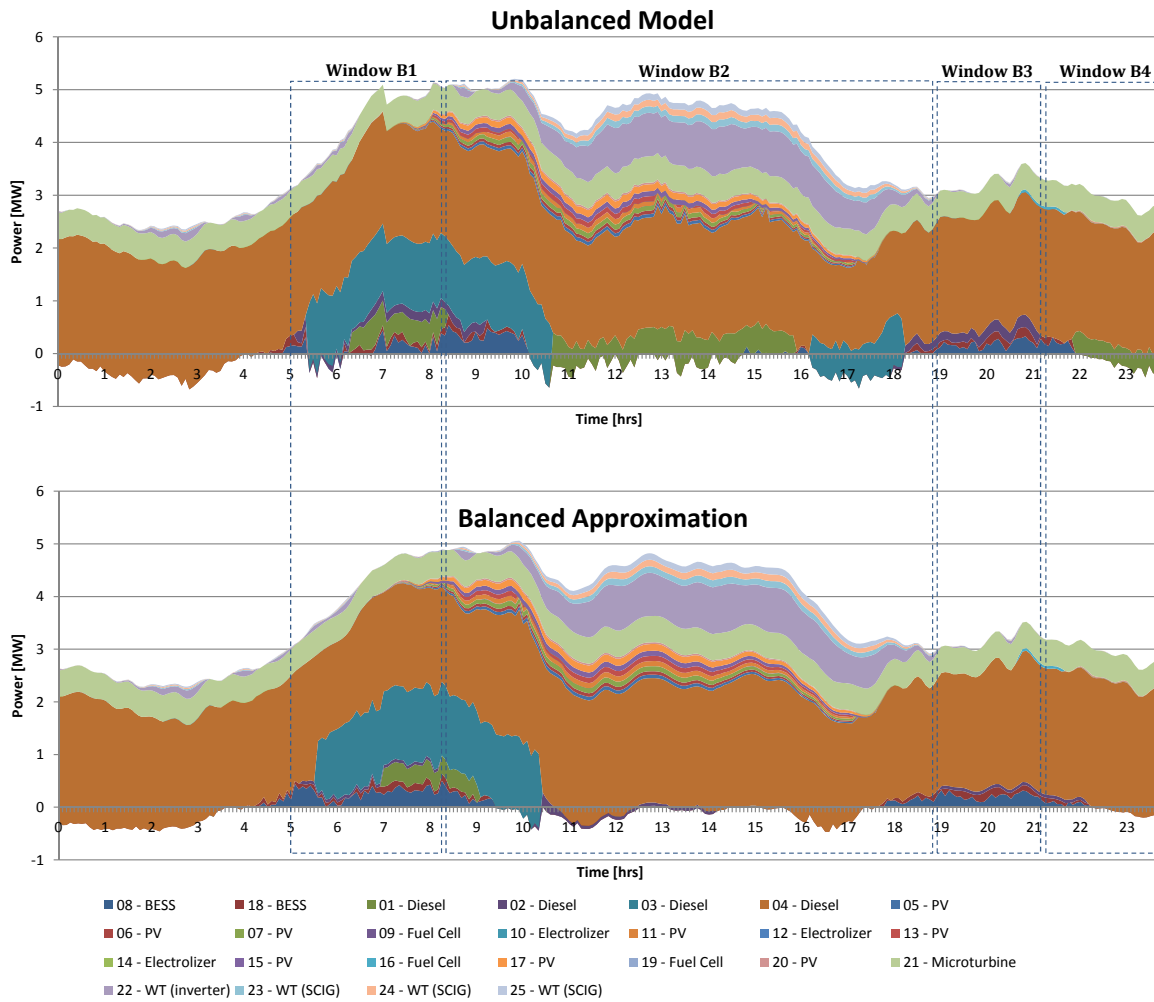 Unbalanced Model
6
Window B1 Window B2 Window B3 Window B4
5
4
3
2
1
0
-1
Power [MW]
0 1 2 3 4 5 6 7 8 9 10 11 12 13 14 15 16 17 18 19 20 21 22 23
Time [hrs]
6
Balanced Approximation
5
4
3
2
1
0
-1
Power [MW]
0 1 2 3 4 5 6 7 8 9 10 11 12 13 14 15 16 17 18 19 20 21 22 23
Time [hrs]
08 - BESS 18 - BESS 01 - Diesel 02 - Diesel 03 - Diesel 04 - Diesel 05 - PV
06 - PV 07 - PV 09 - Fuel Cell 10 - Electrolizer 11 - PV 12 - Electrolizer 13 - PV
14 - Electrolizer 15 - PV 16 - Fuel Cell 17 - PV 19 - Fuel Cell 20 - PV 21 - Microturbine
22 - WT (inverter) 23 - WT (SCIG) 24 - WT (SCIG) 25 - WT (SCIG)